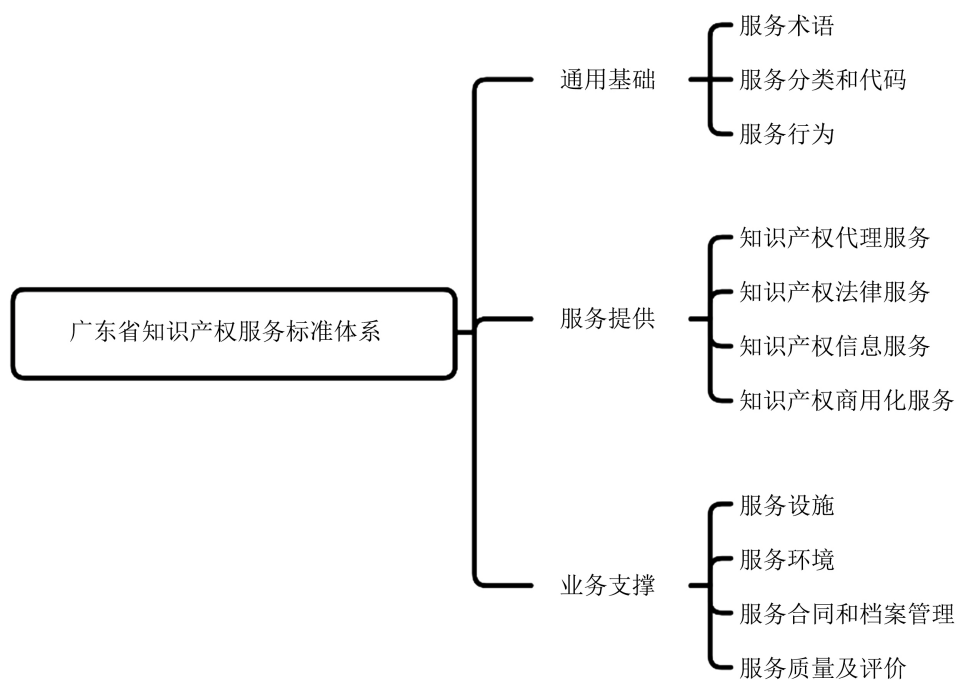 广东省知识产权服务标准体系
通用基础
服务术语
服务分类和代码
服务行为
服务提供
知识产权代理服务
知识产权法律服务
知识产权信息服务
知识产权商用化服务
业务支撑
服务设施
服务环境
服务合同和档案管理
服务质量及评价